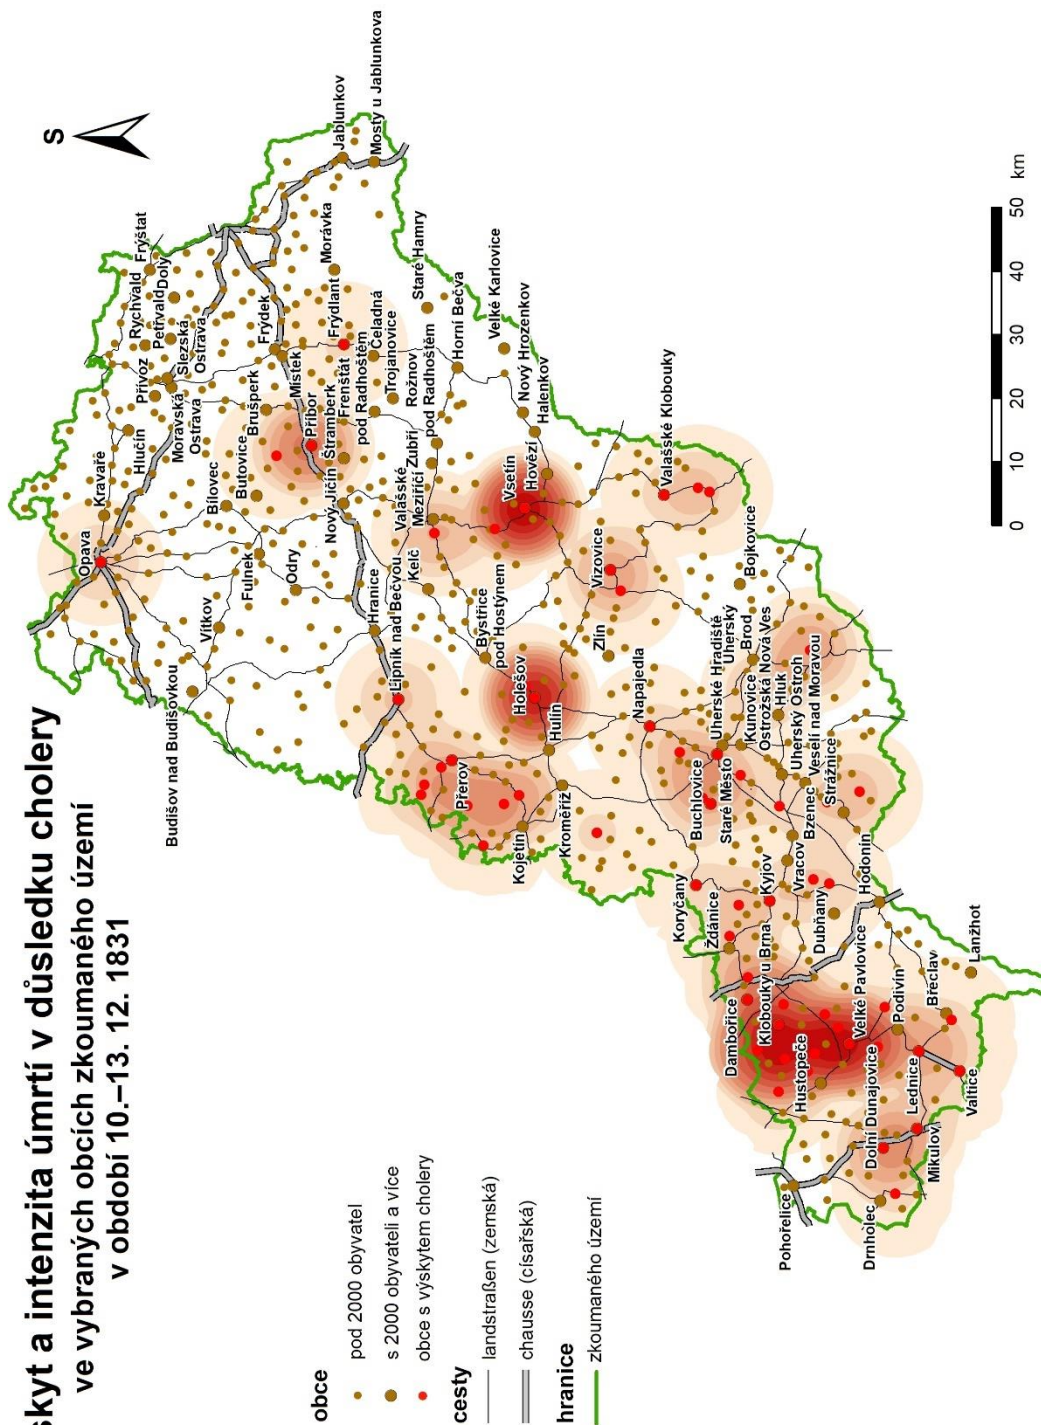 skyt a intenzita úmrtí v důsledku cholery
ve vybraných obcích zkoumaného území
v období 10.–13. 12. 1831
S
Opava
Kravaře
Hlučín
Přívoz
Rychvald
Petřvald
Frýštat
Doly
Slezská
Ostrava
Moravská
Ostrava
Budišov nad Budišovkou
Vítkov
Fulnek
Bílovec
Butovice
Brušperk
Frýdek
Místek
Odry
Příbor
Frýdlant
Morávka
Jablunkov
Mosty u Jablunkova
Nový Jičín
Štramberk
Frenštát
pod Radhoštěm
Čeladná
Trojanovice
Staré Hamry
Hranice
Lipník nad Bečvou
Kelč
Valašské
Meziříčí
Zubří
Rožnov
pod Radhoštěm
Horní Bečva
Velké Karlovice
Přerov
Bystřice
pod Hostýnem
Holešov
Vsetín
Hovězí
Nový Hrozenkov
Halenkov
Kojetín
Hulín
Kroměříž
Zlín
Vizovice
Valašské Klobouky
Napajedla
Koryčany
Buchlovice
Staré Město
Uherské Hradiště
Uherský
Brod
Bojkovice
Kunovice
Ostrožská Nová Ves
Hluk
Uherský Ostroh
Veselí nad Moravou
Ždánice
Kyjov
Vracov
Bzenec
Strážnice
Dambořice
Klobouky u Brna
Dubňany
Hodonín
Hustopeče
Velké Pavlovice
Pohořelice
Dolní Dunajovice
Podivín
Břeclav
Lanžhot
Drnholec
Mikulov
Lednice
Valtice
obce
pod 2000 obyvatel
s 2000 obyvateli a více
obce s výskytem cholery
cesty
landstraßen (zemská)
chausse (císařská)
hranice
zkoumaného území
0 10 20 30 40 50 km